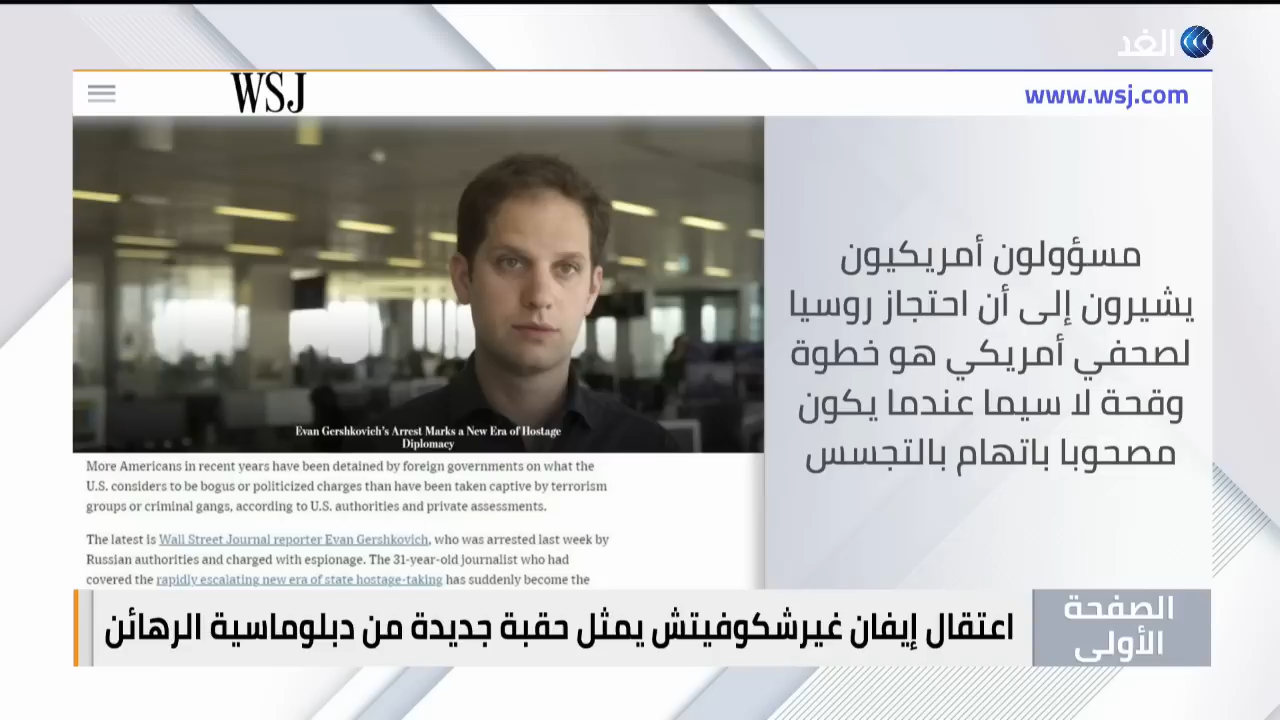 الغد
WSJ
www.wsj.com
مسؤولون أمريكيون
يشيرون إلى أن احتجاز روسيا
لصحفي أمريكي هو خطوة
وقحة لا سيما عندما يكون
مصحوبا باتهام بالتجسس
Evan Gershkovich's Arrest Marks a New Era of Hostage
Diplomacy
More Americans in recent years have been detained by foreign governments on what the
U.S. considers to be bogus or politicized charges than have been taken captive by terrorism
groups or criminal gangs, according to U.S. authorities and private assessments.
The latest is Wall Street Journal reporter Evan Gershkovich, who was arrested last week by
Russian authorities and charged with espionage. The 31-year-old journalist who had
covered the rapidly escalating new era of state hostage-taking has suddenly become the
الصفحة
الأولى
اعتقال إيفان غيرشكوفيتش يمثل حقبة جديدة من دبلوماسية الرهائن